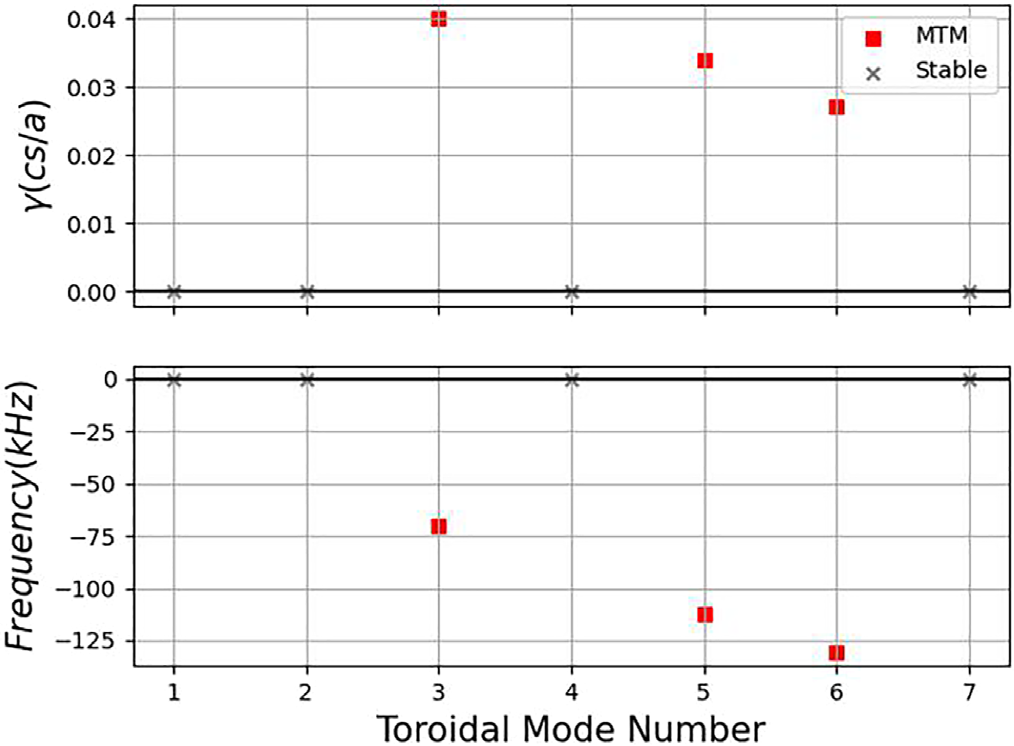 0.04
0.03
0.02
0.01
0.00
γ(cs/a)
MTM
Stable
0
−25
−50
−75
−100
−125
Frequency(kHz)
1 2 3 4 5 6 7
Toroidal Mode Number